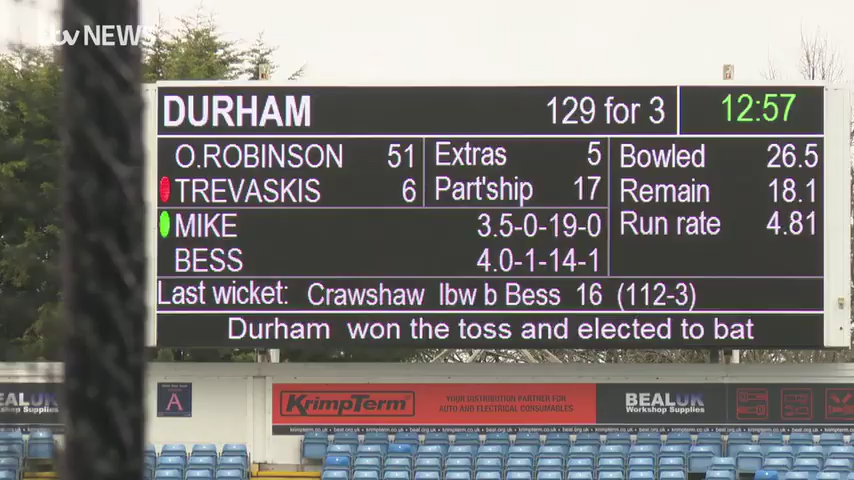 itv NEWS
DURHAM 129 for 3 12:57
O.ROBINSON 51 Extras 5 Bowled 26.5
TREVASKIS 6 Part'ship 17 Remain 18.1
MIKE 3.5-0-19-0 Run rate 4.81
BESS 4.0-1-14-1
Last wicket: Crawshaw lbw b Bess 16 (112-3)
Durham won the toss and elected to bat
BEALUK
Workshop Supplies
A
KrimpTerm
YOUR DISTRIBUTION PARTNER FOR
AUTO AND ELECTRICAL CONSUMABLES
BEALUK
Workshop Supplies